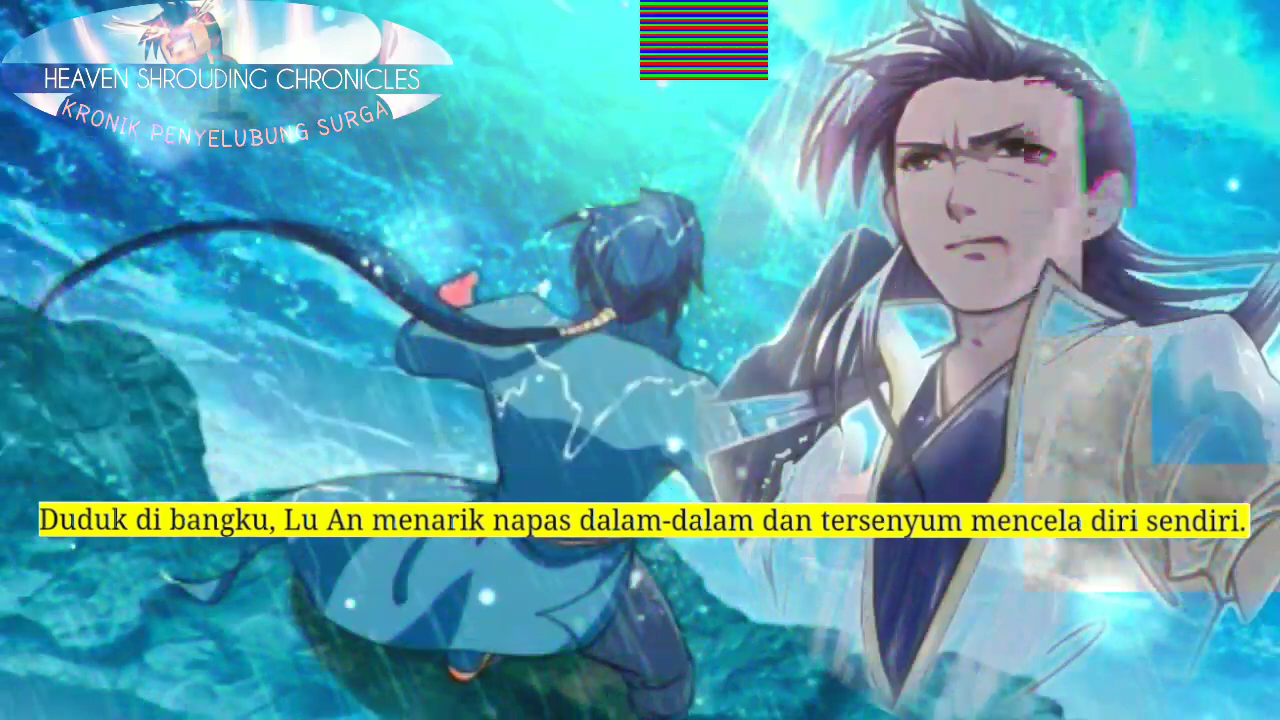 HEAVEN SHROUDING CHRONICLES
KRONIK PENYELUBUNG SURGA
Duduk di bangku, Lu An menarik napas dalam-dalam dan tersenyum mencela diri sendiri.